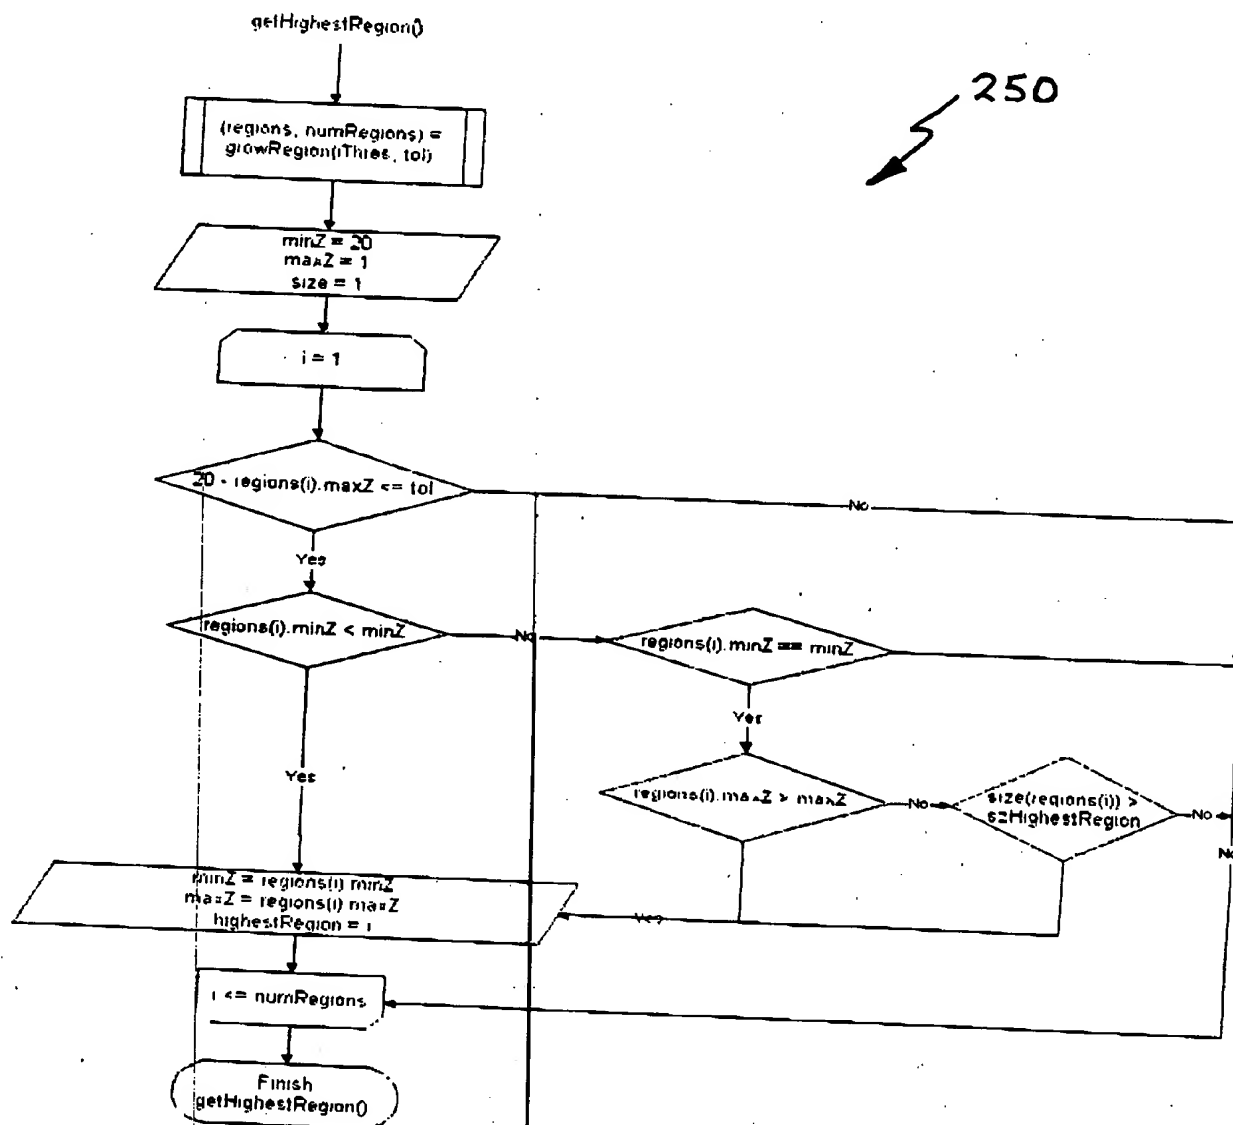 getHighestRegion()
250
(regions, numRegions) =
growRegion(iThres, tol)
minZ = 20
maxZ = 1
size = 1
i = 1
20 - regions(i).maxZ <= tol
No
Yes
regions(i).minZ < minZ
No
regions(i).minZ == minZ
Yes
Yes
regions(i).maxZ > maxZ
No
size(regions(i)) >
szHighestRegion
No
No
minZ = regions(i) minZ
maxZ = regions(i) maxZ
highestRegion = i
Yes
i <= numRegions
Finish
getHighestRegion()